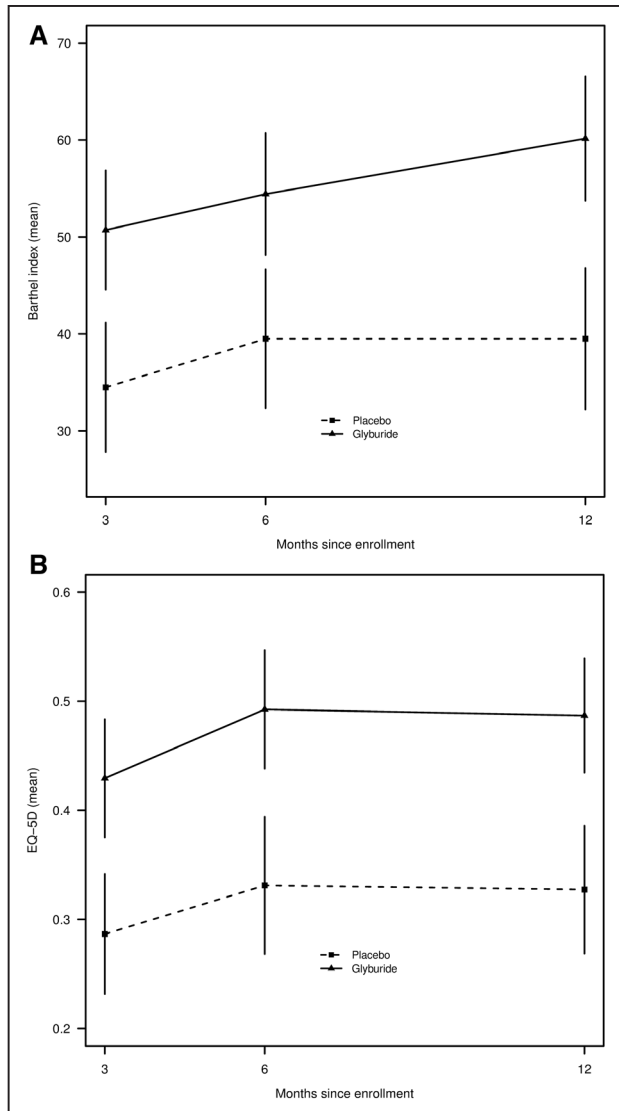 A
70
60
50
40
30
Barthel index (mean)
Placebo
Glyburide
3
6
12
Months since enrollment
B
0.6
0.5
0.4
0.3
0.2
EQ−5D (mean)
Placebo
Glyburide
3
6
12
Months since enrollment